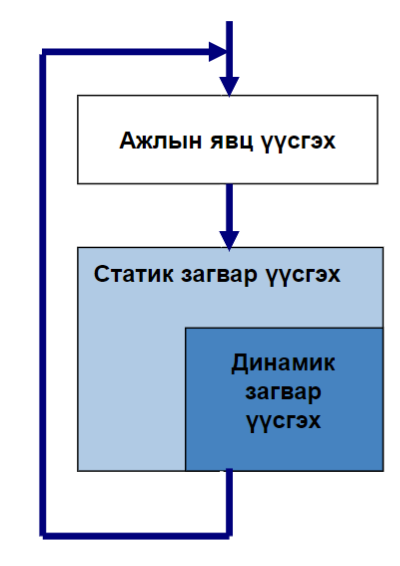 Ажлын явц үүсгэх
Статик загвар үүсгэх
Динамик
загвар
үүсгэх